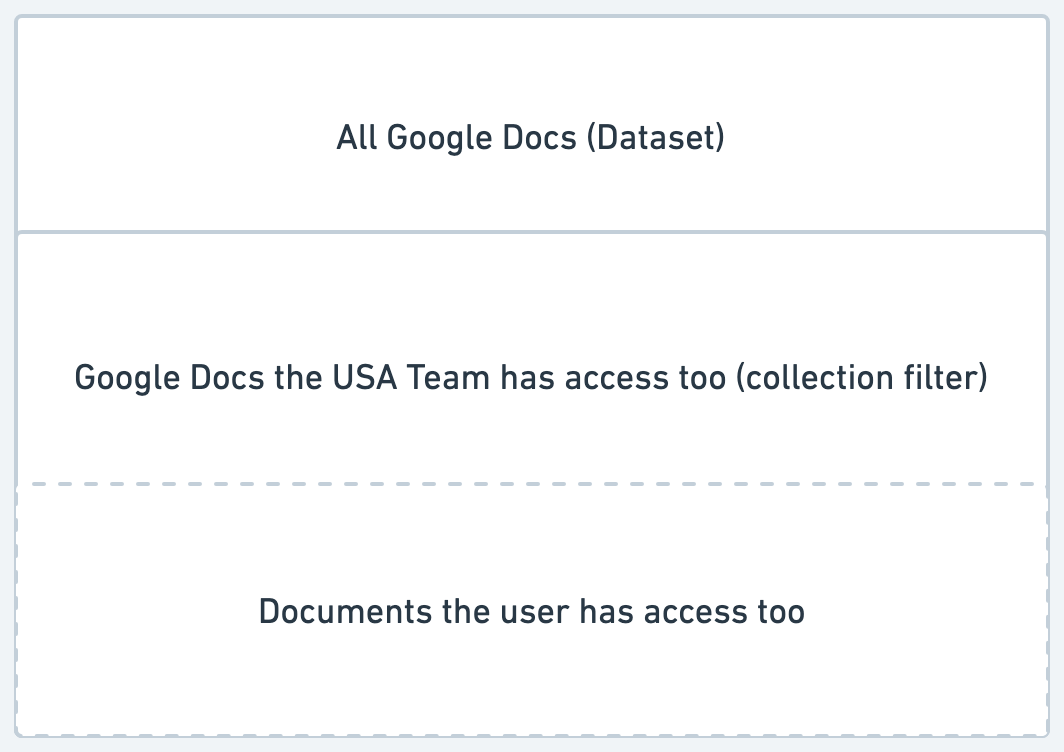 All Google Docs (Dataset)
Google Docs the USA Team has access too (collection filter)
Documents the user has access too